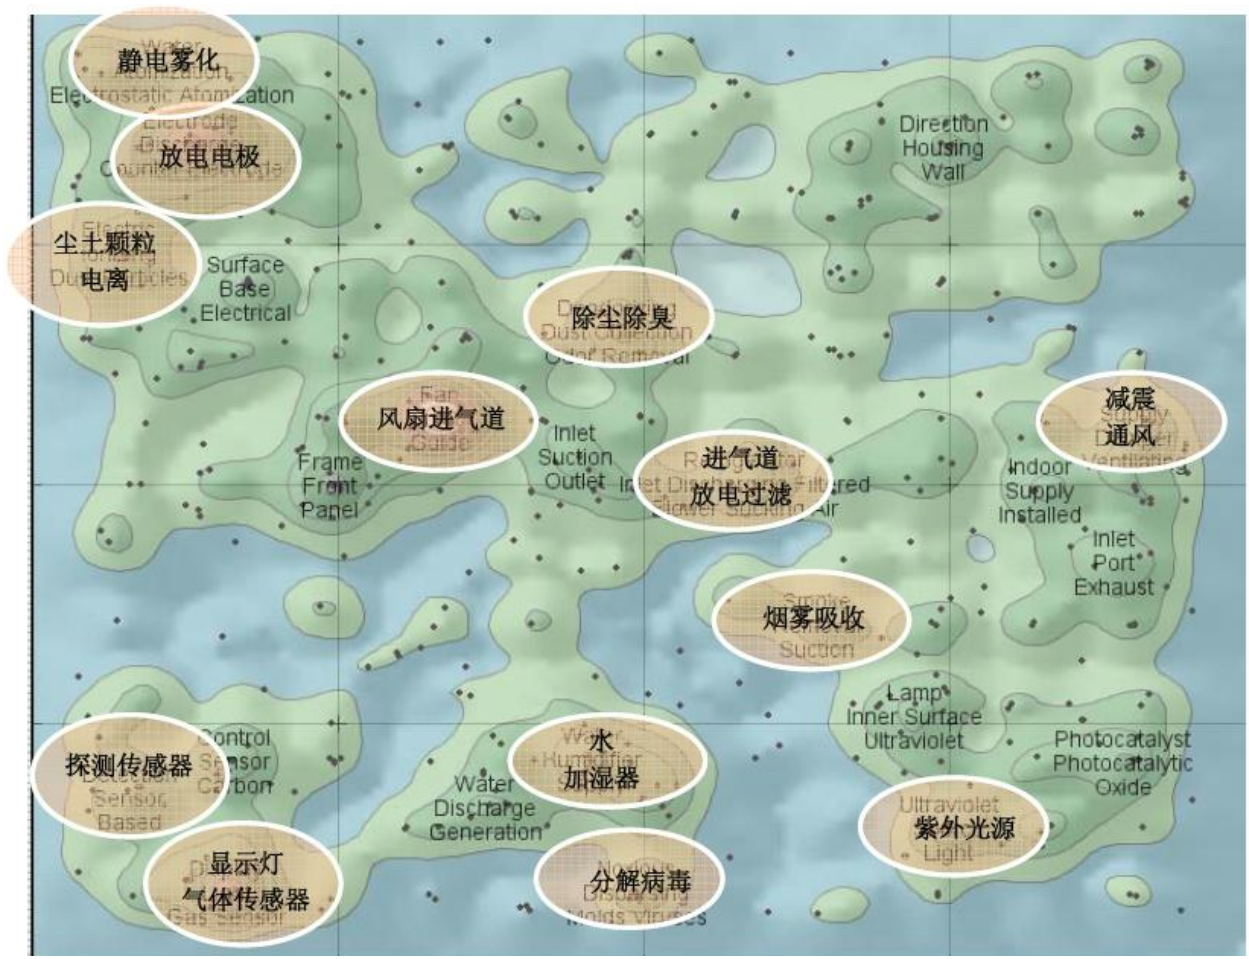 静电雾化
Electrostatic Atomization
放电电极
尘土颗粒
电离
Surface
Base
Electrical
Direction
Housing
Wall
除尘除臭
Odor Removal
风扇进气道
减震
通风
Inlet
Suction
Outlet
Frame
Front
Panel
进气道
放电过滤
Indoor
Supply
Installed
Inlet
Port
Exhaust
烟雾吸收
Suction
Lamp
Inner Surface
Ultraviolet
探测传感器
Sensor
Based
Control
Sensor
Carbon
水
加湿器
Water
Discharge
Generation
Photocatalyst
Photocatalytic
Oxide
Ultraviolet
紫外光源
Light
显示灯
气体传感器
Gas Sensor
分解病毒
Molds Viruses